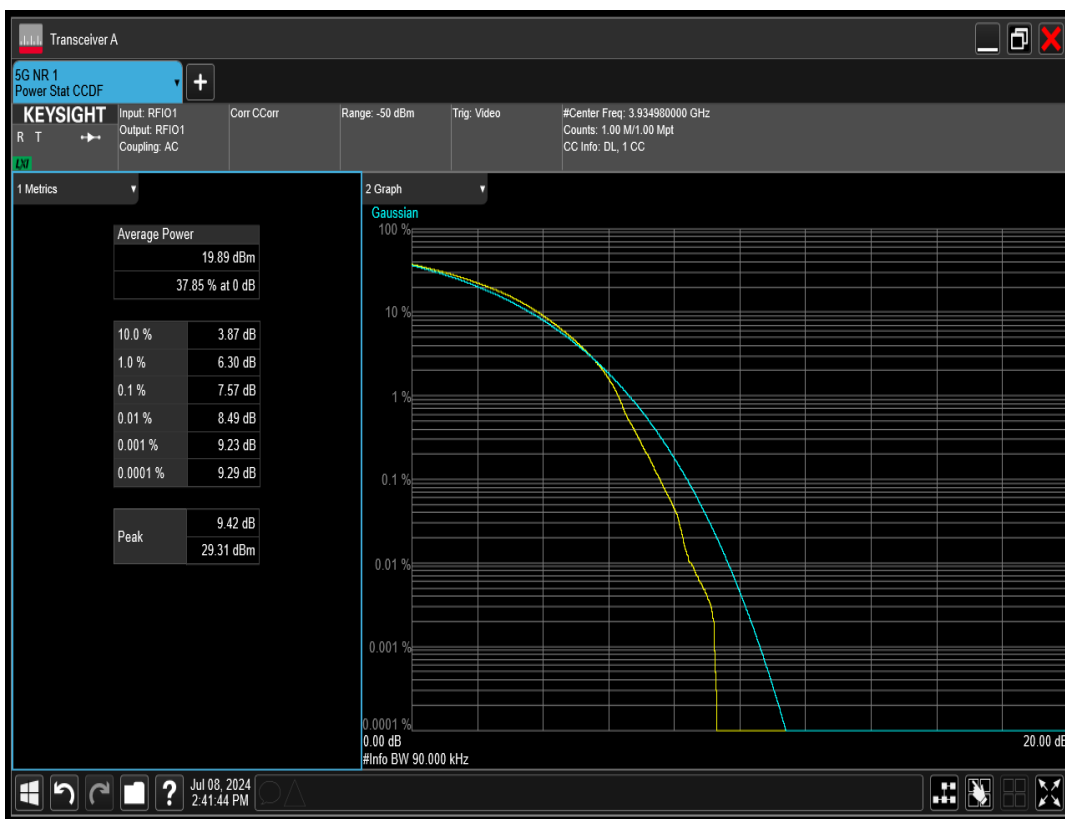 Transceiver A
5G NR 1
Power Stat CCDF
+
KEYSIGHT
R T
LXI
Input: RFIO1
Output: RFIO1
Coupling: AC
Corr CCorr
Range: -50 dBm
Trig: Video
#Center Freq: 3.934980000 GHz
Counts: 1.00 M/1.00 Mpt
CC Info: DL, 1 CC
1 Metrics
Average Power
19.89 dBm
37.85 % at 0 dB
10.0 % 3.87 dB
1.0 % 6.30 dB
0.1 % 7.57 dB
0.01 % 8.49 dB
0.001 % 9.23 dB
0.0001 % 9.29 dB
Peak
9.42 dB
29.31 dBm
2 Graph
Gaussian
100 %
10 %
1 %
0.1 %
0.01 %
0.001 %
0.0001 %
0.00 dB
20.00 dB
#Info BW 90.000 kHz
?
Jul 08, 2024
2:41:44 PM